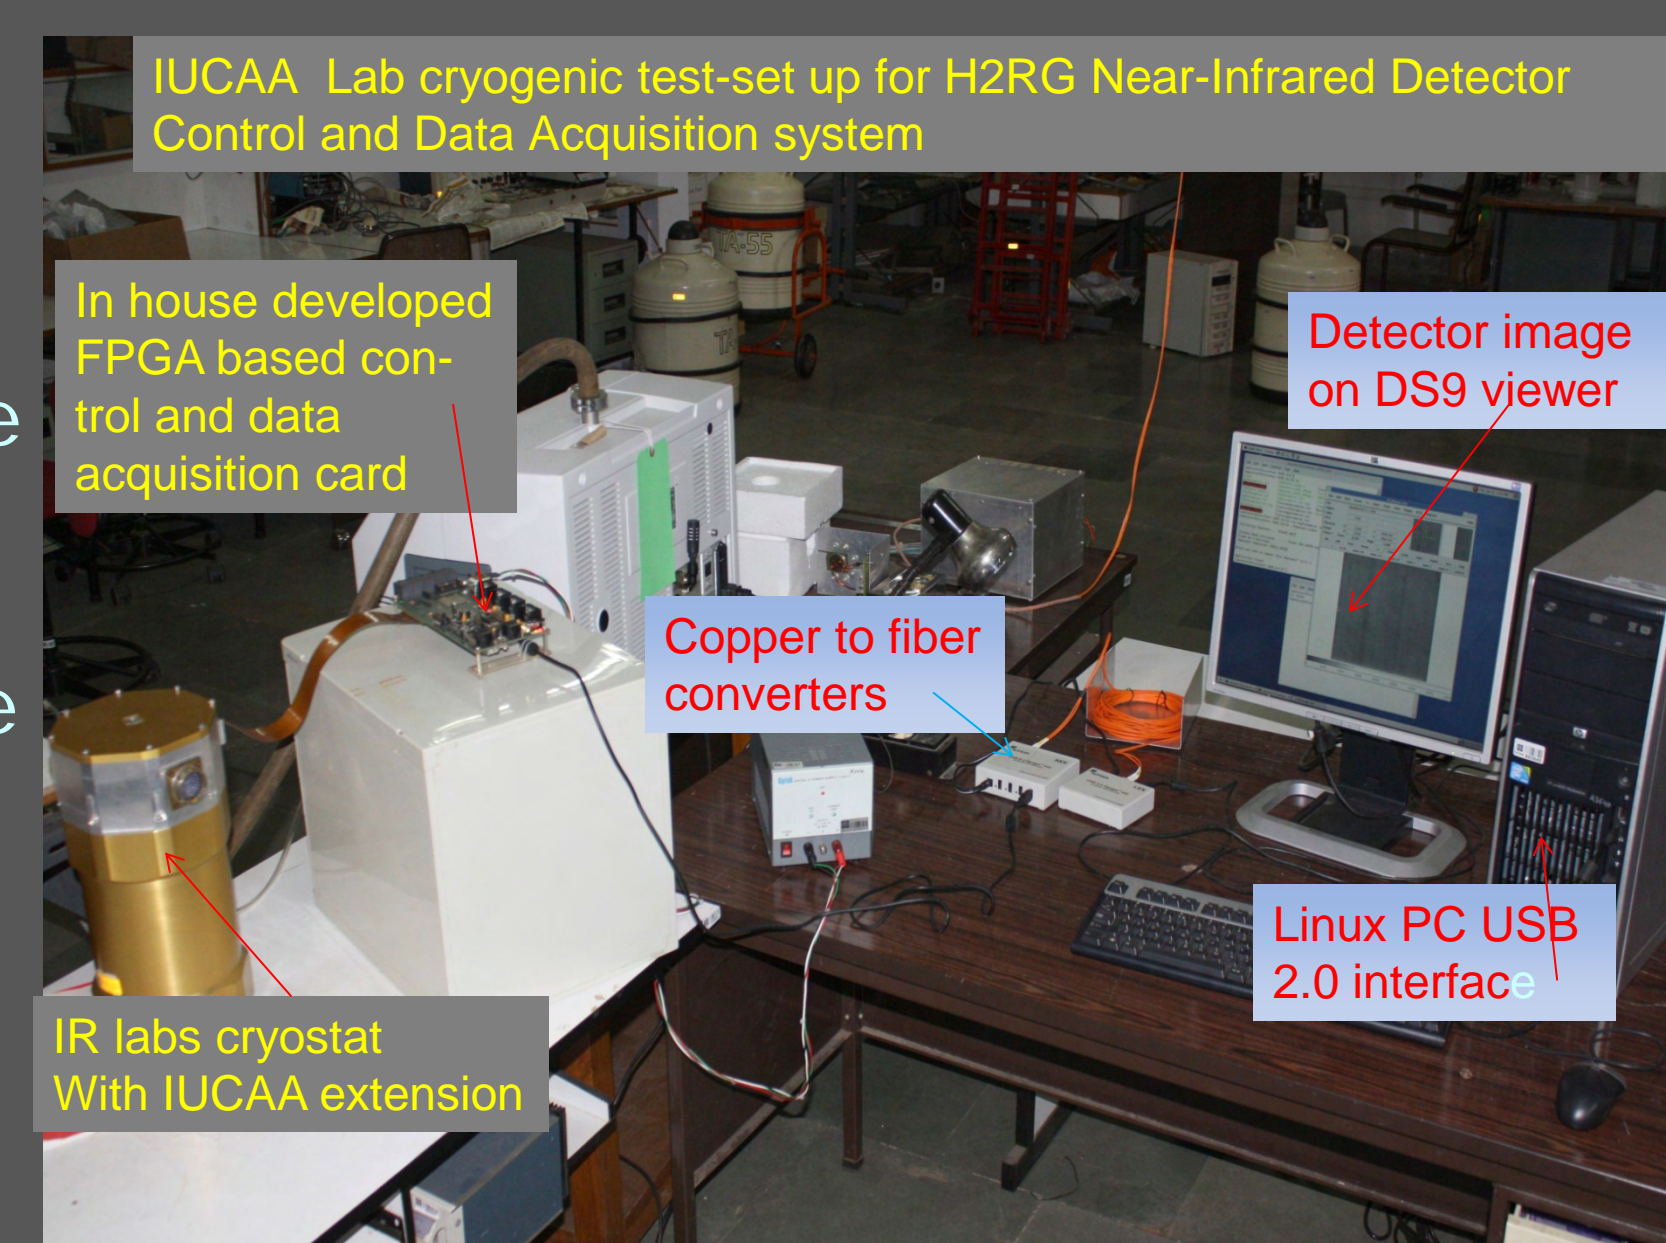 IUCAA Lab cryogenic test-set up for H2RG Near-Infrared Detector
Control and Data Acquisition system
In house developed
FPGA based con-
trol and data
acquisition card
Detector image
on DS9 viewer
Copper to fiber
converters
Linux PC USB
2.0 interface
IR labs cryostat
With IUCAA extension
TA-55
e
e